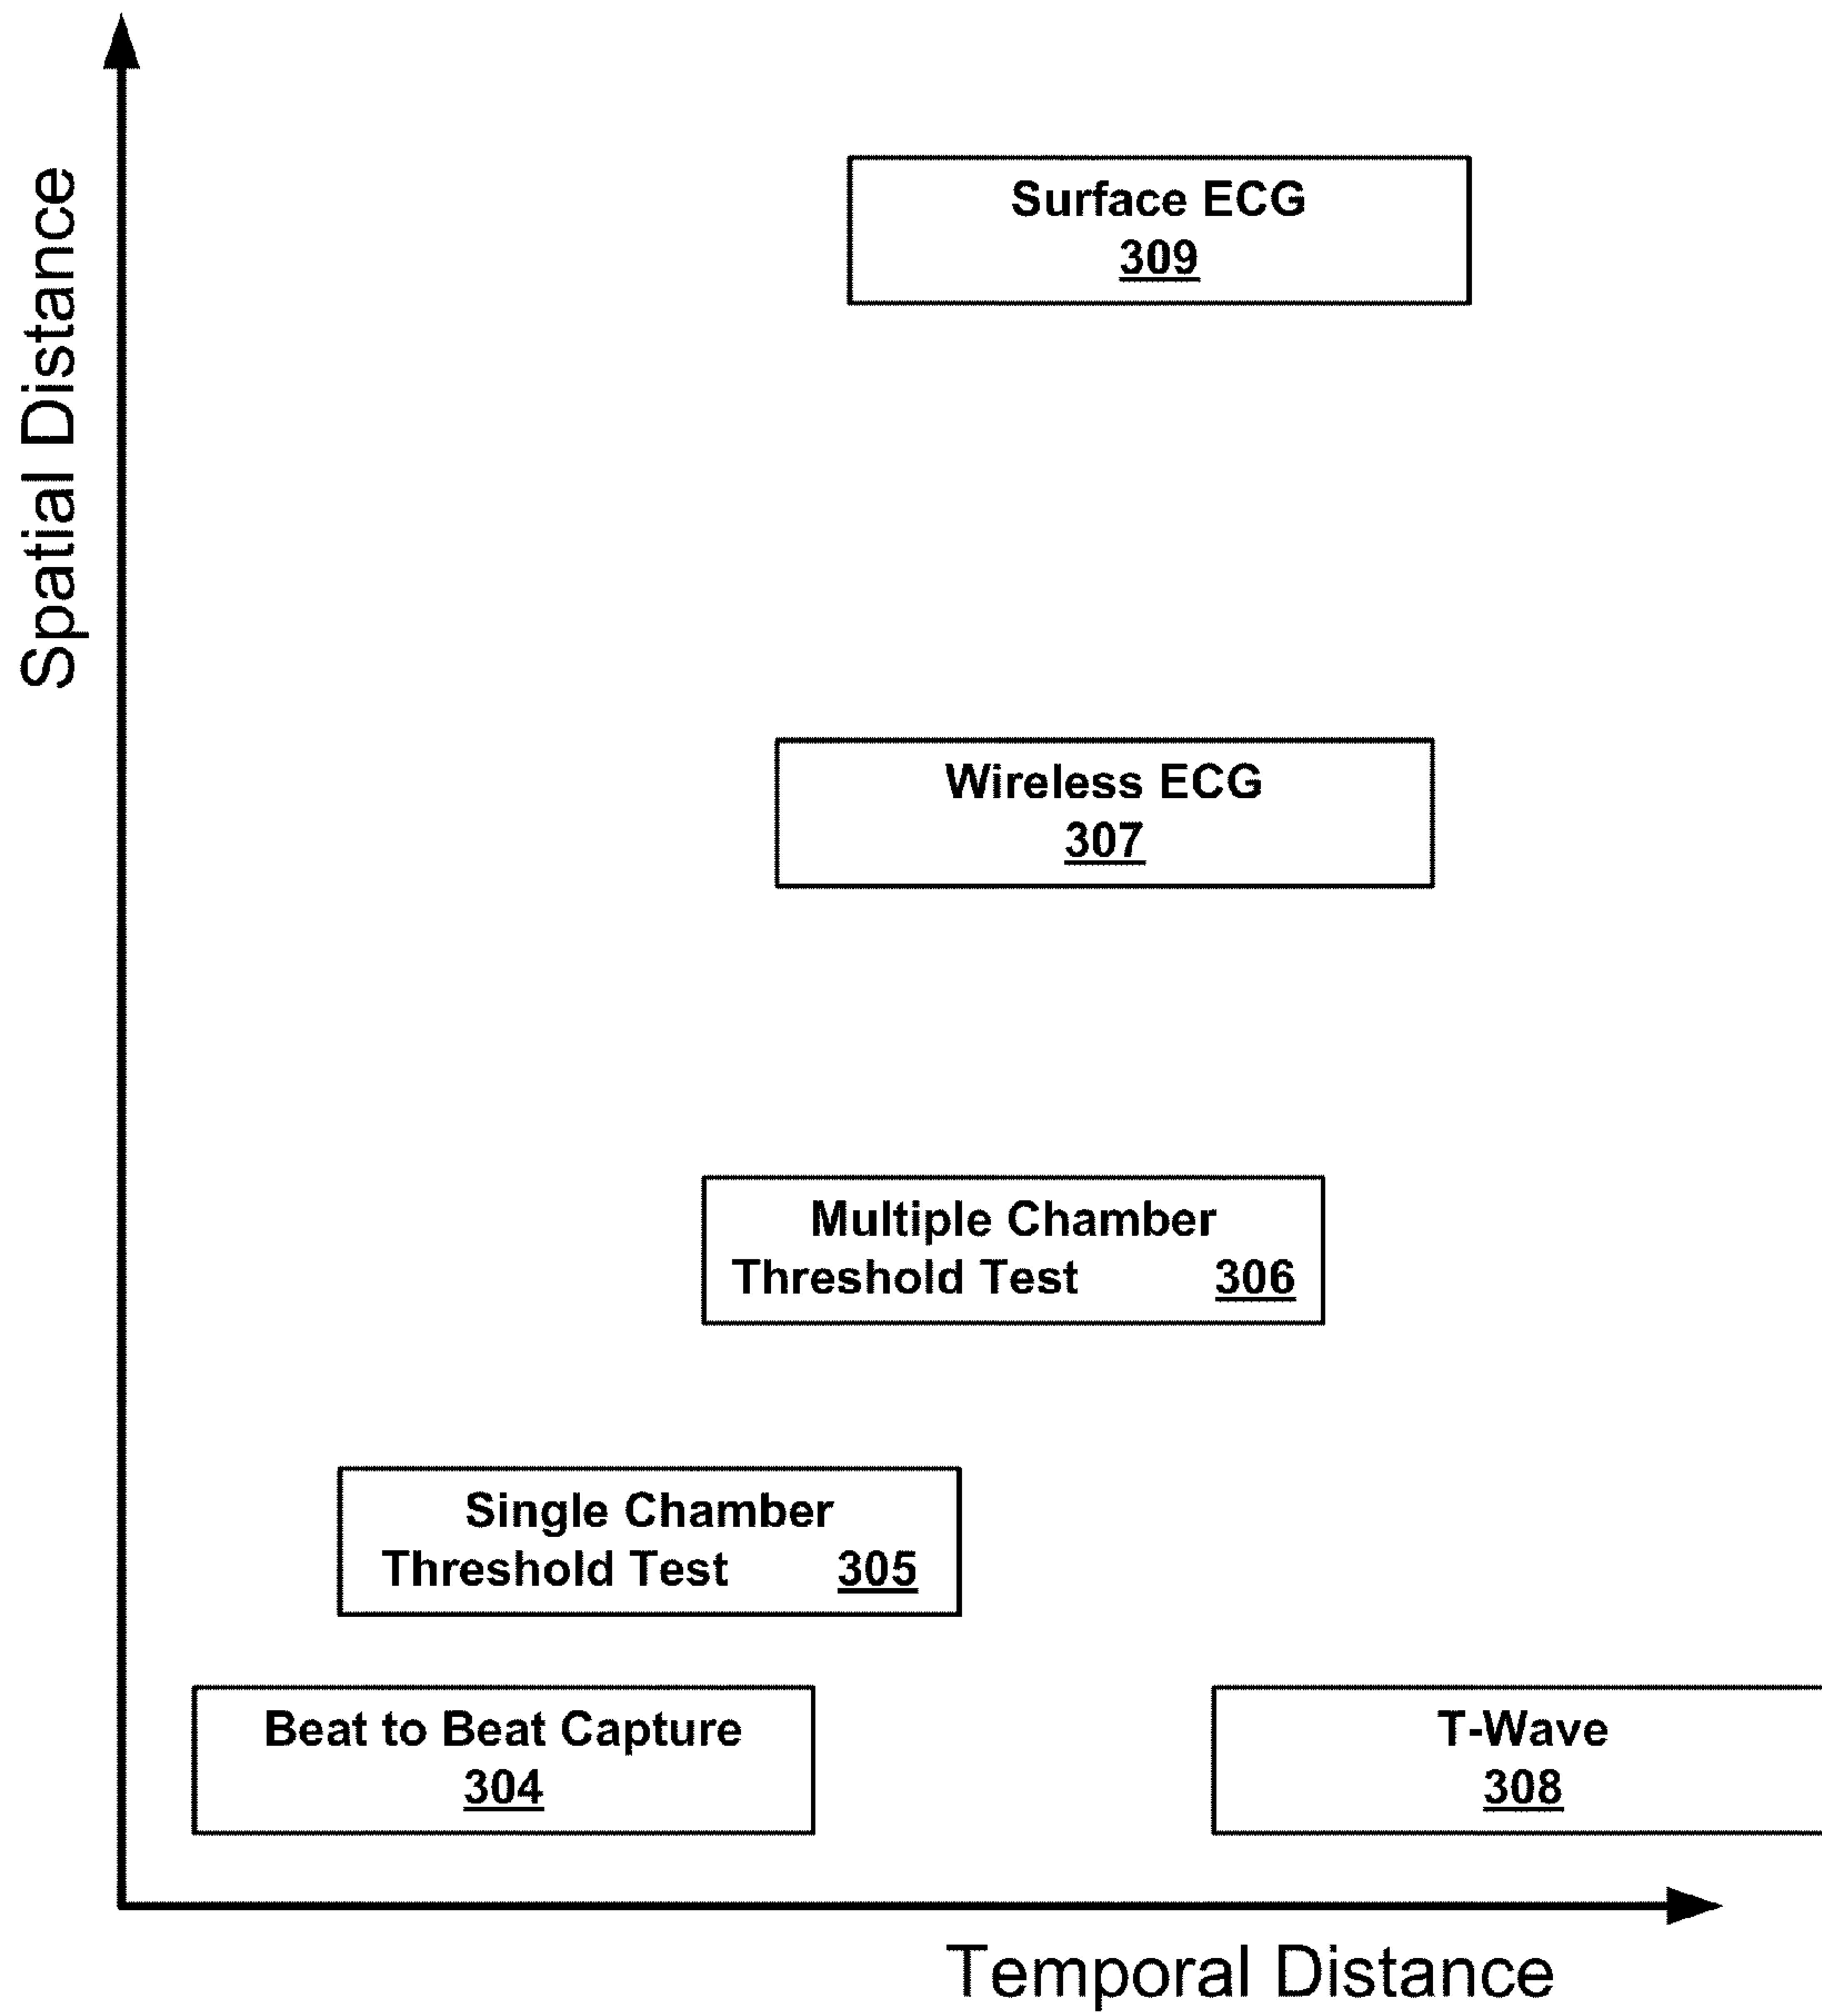 Spatial Distance
Surface ECG
309
Wireless ECG
307
Multiple Chamber
Threshold Test 306
Single Chamber
Threshold Test 305
Beat to Beat Capture
304
T-Wave
308
Temporal Distance